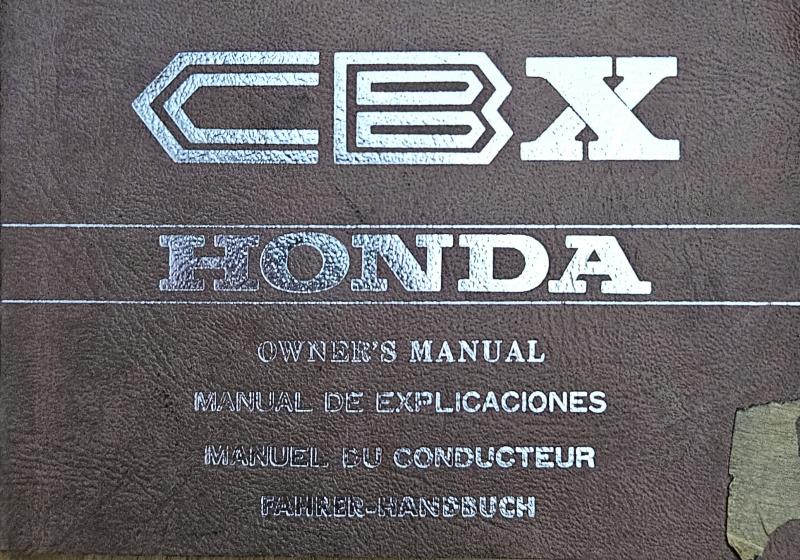 CBX
HONDA
OWNER'S MANUAL
MANUAL DE EXPLICACIONES
MANUEL DU CONDUCTEUR
FAHRER-HANDBUCH